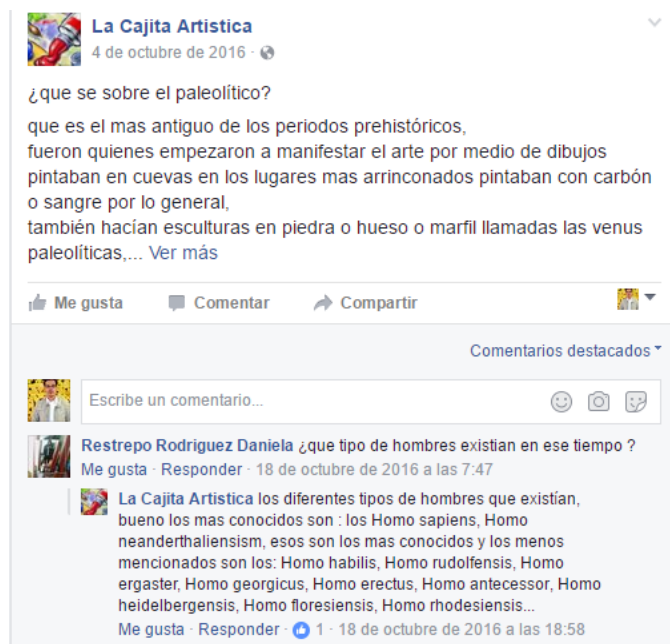 La Cajita Artistica
4 de octubre de 2016 ·
¿que se sobre el paleolítico?
que es el mas antiguo de los periodos prehistóricos,
fueron quienes empezaron a manifestar el arte por medio de dibujos
pintaban en cuevas en los lugares mas arrinconados pintaban con carbón
o sangre por lo general,
también hacían esculturas en piedra o hueso o marfil llamadas las venus
paleolíticas,... Ver más
Me gusta Comentar Compartir
Comentarios destacados
Escribe un comentario...
Restrepo Rodriguez Daniela ¿que tipo de hombres existian en ese tiempo ?
Me gusta · Responder · 18 de octubre de 2016 a las 7:47
La Cajita Artistica los diferentes tipos de hombres que existían,
bueno los mas conocidos son : los Homo sapiens, Homo
neanderthaliensism, esos son los mas conocidos y los menos
mencionados son los: Homo habilis, Homo rudolfensis, Homo
ergaster, Homo georgicus, Homo erectus, Homo antecessor, Homo
heidelbergensis, Homo floresiensis, Homo rhodesiensis...
Me gusta · Responder · 1 · 18 de octubre de 2016 a las 18:58